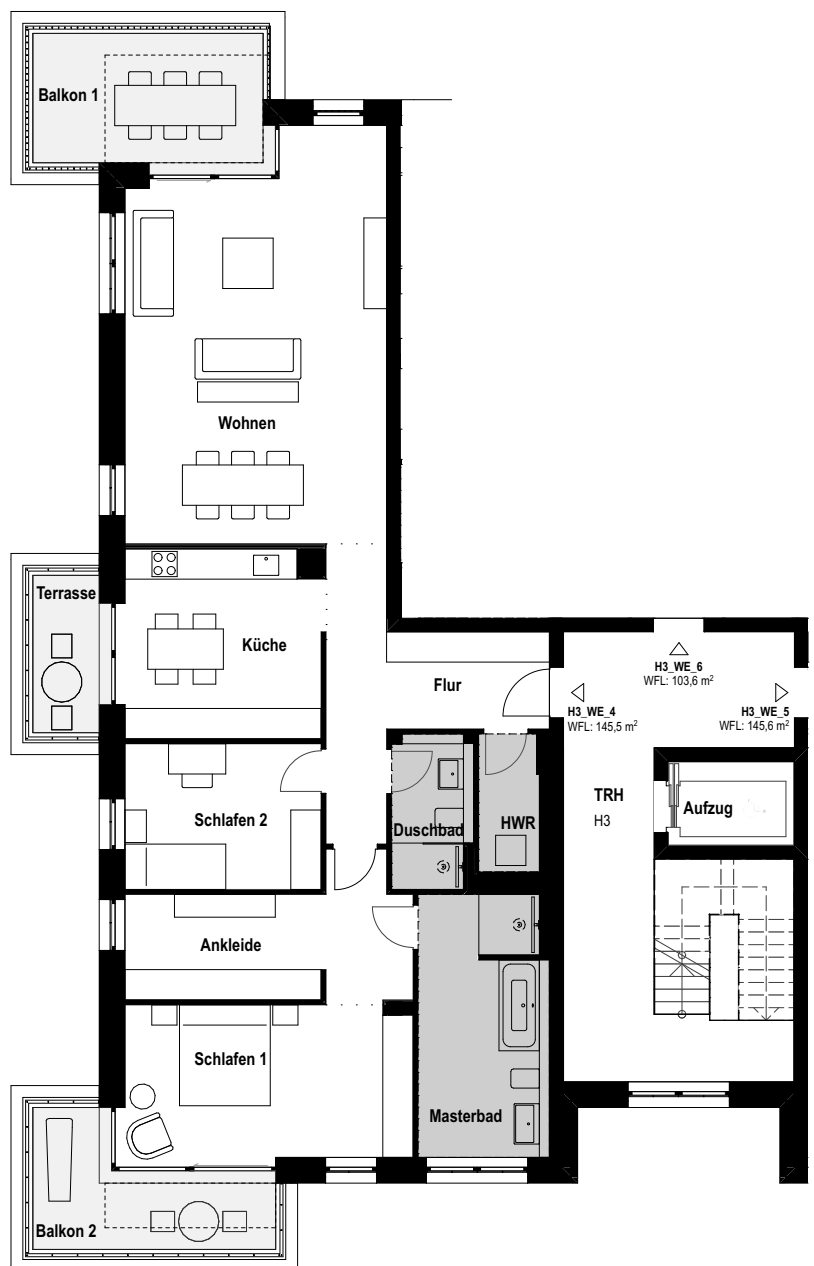 Balkon 1
Wohnen
Terrasse
Küche
Flur
H3_WE_6
WFL: 103,6 m²
H3_WE_4
WFL: 145,5 m²
H3_WE_5
WFL: 145,6 m²
TRH
H3
Aufzug
Schlafen 2
Duschbad
HWR
Ankleide
Schlafen 1
Masterbad
Balkon 2